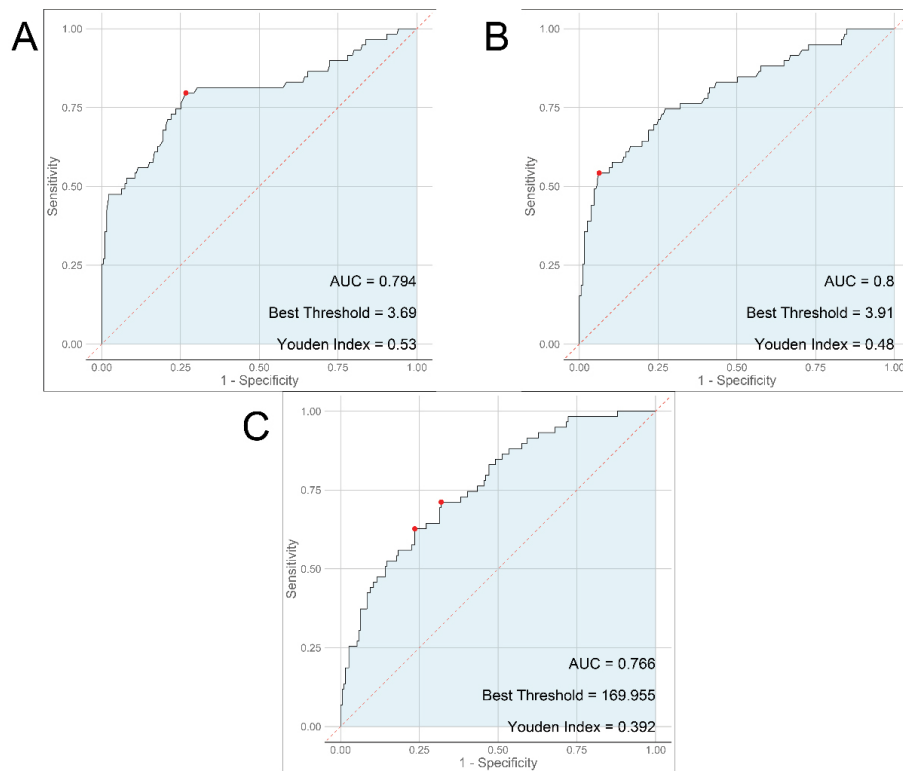 A
1.00
0.75
0.50
0.25
0.00
Sensitivity
AUC = 0.794
Best Threshold = 3.69
Youden Index = 0.53
0.00 0.25 0.50 0.75 1.00
1 - Specificity
B
1.00
0.75
0.50
0.25
0.00
Sensitivity
AUC = 0.8
Best Threshold = 3.91
Youden Index = 0.48
0.00 0.25 0.50 0.75 1.00
1 - Specificity
C
1.00
0.75
0.50
0.25
0.00
Sensitivity
AUC = 0.766
Best Threshold = 169.955
Youden Index = 0.392
0.00 0.25 0.50 0.75 1.00
1 - Specificity